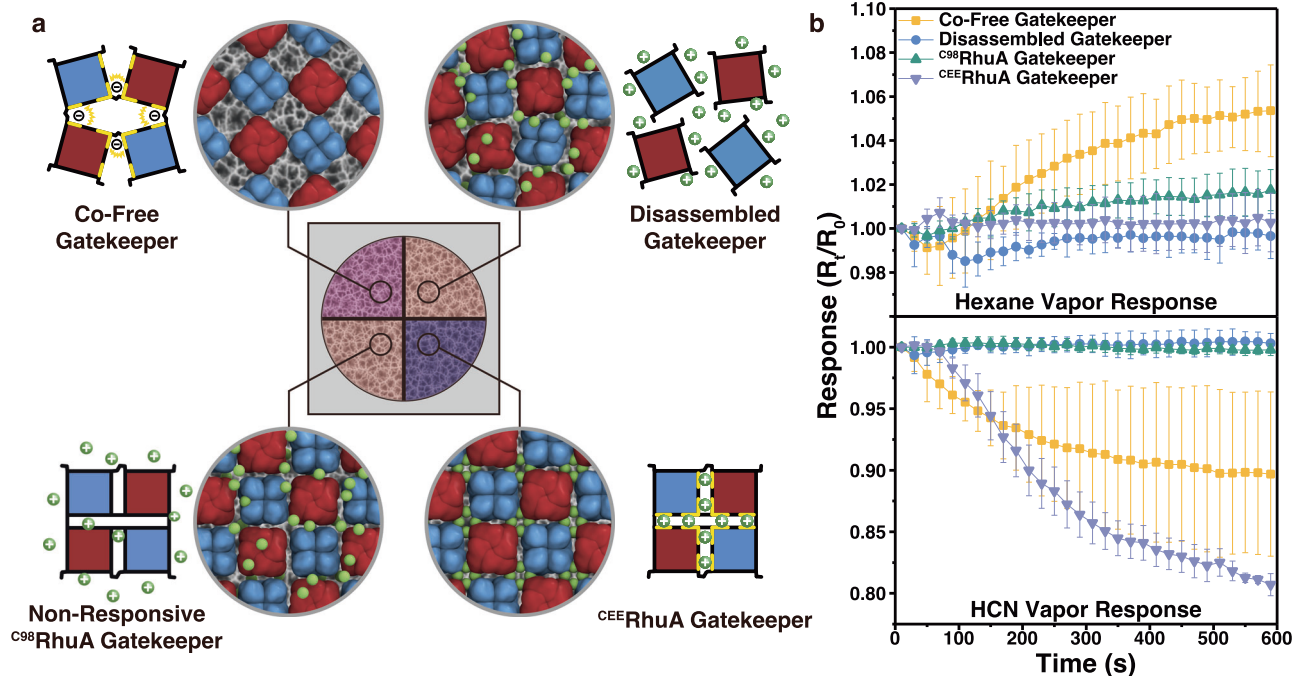 a
Co-Free
Gatekeeper
Disassembled
Gatekeeper
Non-Responsive
C98RhuA Gatekeeper
CEERhuA Gatekeeper
b
Co-Free Gatekeeper
Disassembled Gatekeeper
C98RhuA Gatekeeper
CEERhuA Gatekeeper
1.10
1.08
1.06
1.04
1.02
1.00
0.98
Hexane Vapor Response
Response (Rt/R0)
1.00
0.95
0.90
0.85
0.80
HCN Vapor Response
0 100 200 300 400 500 600
Time (s)